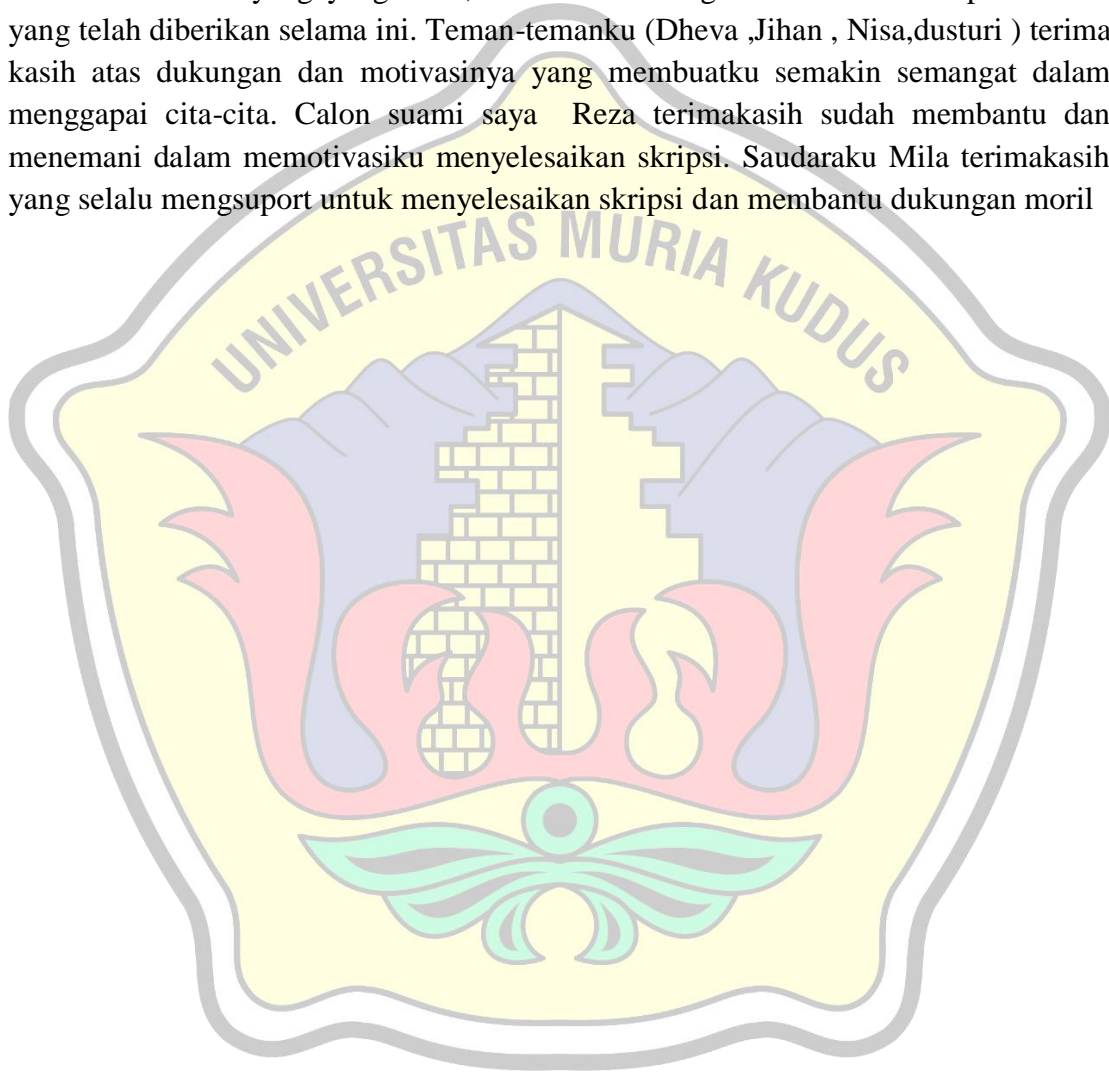 yang telah diberikan selama ini. Teman-temanku (Dheva ,Jihan , Nisa,dusturi ) terima
kasih atas dukungan dan motivasinya yang membuatku semakin semangat dalam
menggapai cita-cita. Calon suami saya Reza terimakasih sudah membantu dan
menemani dalam memotivasiku menyelesaikan skripsi. Saudaraku Mila terimakasih
yang selalu mengsuport untuk menyelesaikan skripsi dan membantu dukungan moril
UNIVERSITAS MURIA KUDUS